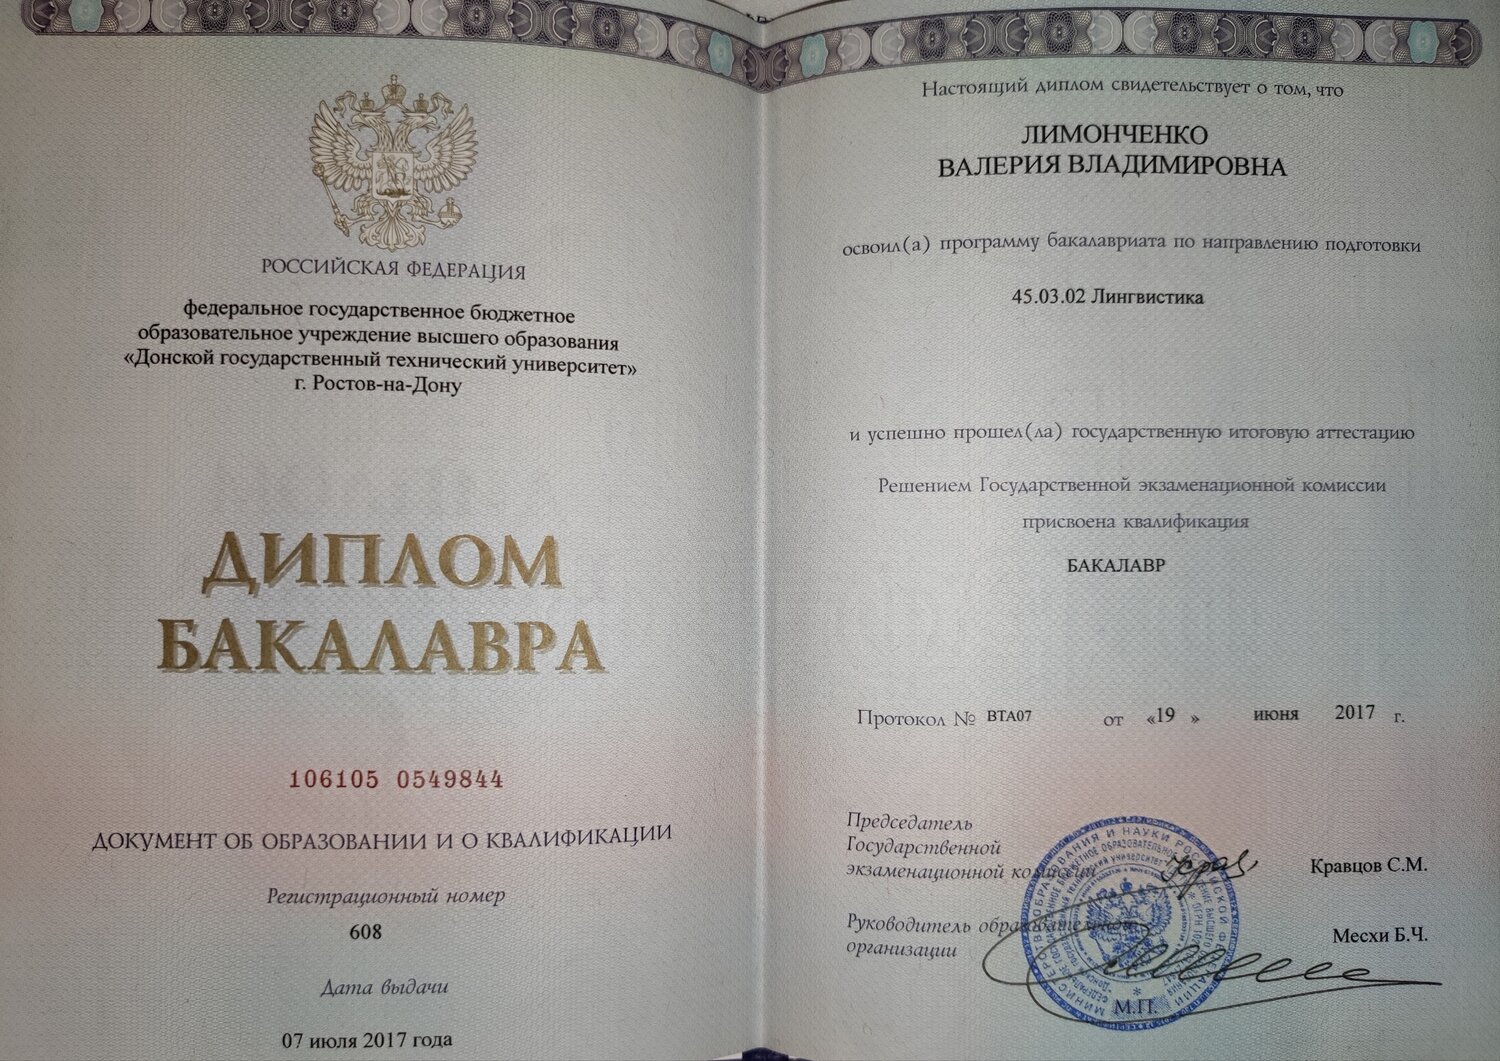 РОССИЙСКАЯ ФЕДЕРАЦИЯ
федеральное государственное бюджетное
образовательное учреждение высшего образования
«Донской государственный технический университет»
г. Ростов-на-Дону
ДИПЛОМ
БАКАЛАВРА
106105 0549844
ДОКУМЕНТ ОБ ОБРАЗОВАНИИ И О КВАЛИФИКАЦИИ
Регистрационный номер
608
Дата выдачи
07 июля 2017 года
Настоящий диплом свидетельствует о том, что
ЛИМОНЧЕНКО
ВАЛЕРИЯ ВЛАДИМИРОВНА
освоил(а) программу бакалавриата по направлению подготовки
45.03.02 Лингвистика
и успешно прошел(ла) государственную итоговую аттестацию
Решением Государственной экзаменационной комиссии
присвоена квалификация
БАКАЛАВР
Протокол № ВТА07 от «19 » июня 2017 г.
Председатель
Государственной
экзаменационной комиссии Кравцов С.М.
Руководитель образовательной
организации Месхи Б.Ч.
М.П.